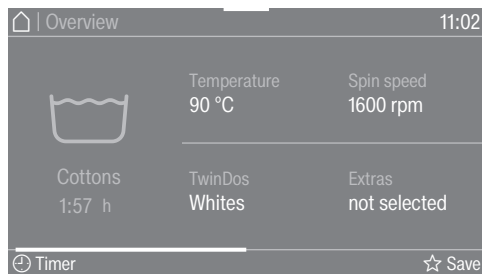 | Overview
11:02
Temperature
90 °C
Spin speed
1600 rpm
Cottons
1:57 h
TwinDos
Whites
Extras
not selected
Timer
Save